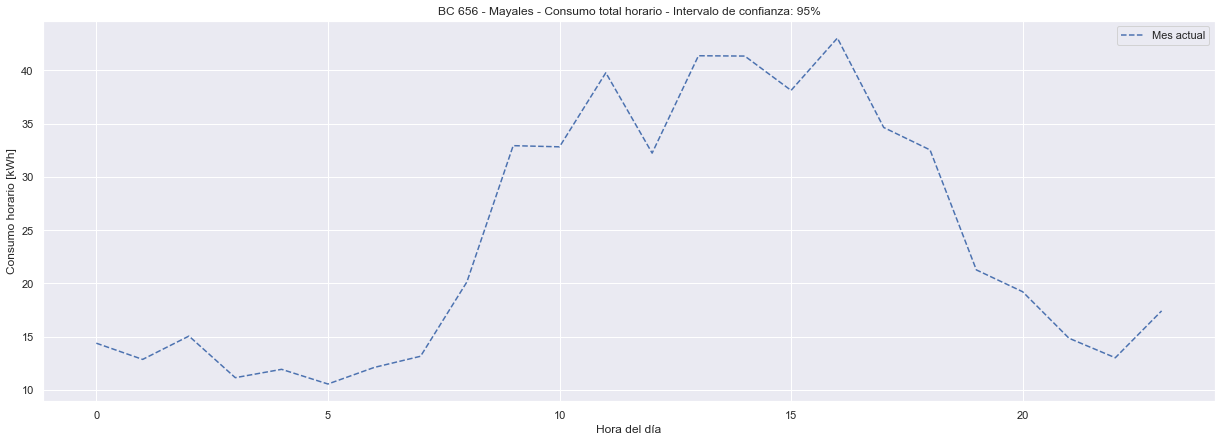 BC 656 - Mayales - Consumo total horario - Intervalo de confianza: 95%
Mes actual
Consumo horario [kWh]
40
35
30
25
20
15
10
0 5 10 15 20
Hora del día